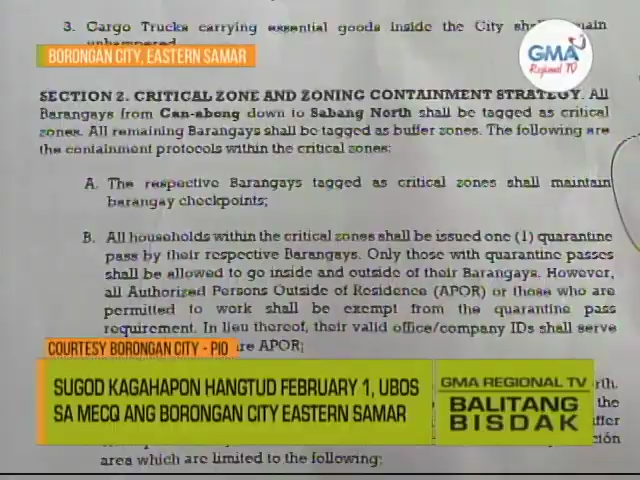 3. Cargo Trucks carrying essential goods inside the City
BORONGAN CITY, EASTERN SAMAR
GMA
Regional TV
SECTION 2. CRITICAL ZONE AND ZONING CONTAINMENT STRATEGY. All
Barangays from Can-abong down to Sabang North shall be tagged as critical
zones. All remaining Barangays shall be tagged as buffer zones. The following are
the containment protocols within the critical zones:
A. The respective Barangays tagged as critical zones shall maintain
barangay checkpoints;
B. All households within the critical zones shall be issued one (1) quarantine
pass by their respective Barangays. Only those with quarantine passes
shall be allowed to go inside and outside of their Barangays. However,
all Authorized Persons Outside of Residence (APOR) or those who are
permitted to work shall be exempt from the quarantine pass
requirement. In lieu thereof, their valid office/company IDs shall serve
COURTESY BORONGAN CITY - PIO
APOR;
SUGOD KAGAHAPON HANGTUD FEBRUARY 1, UBOS
SA MECQ ANG BORONGAN CITY EASTERN SAMAR
GMA REGIONAL TV
BALITANG
BISDAK
the
area which are limited to the following: